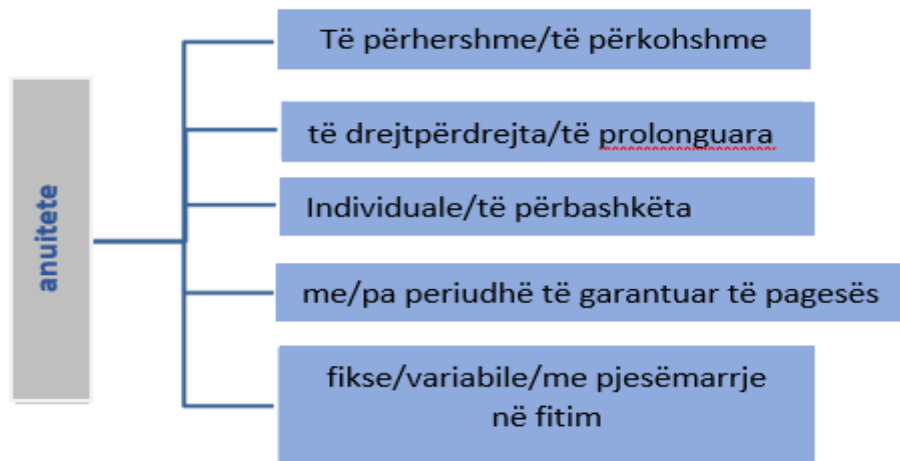 anuitete
Të përhershme/të përkohshme
të drejtpërdrejta/të prolonguara
Individuale/të përbashkëta
me/pa periudhë të garantuar të pagesës
fikse/variabile/me pjesëmarrje
në fitim